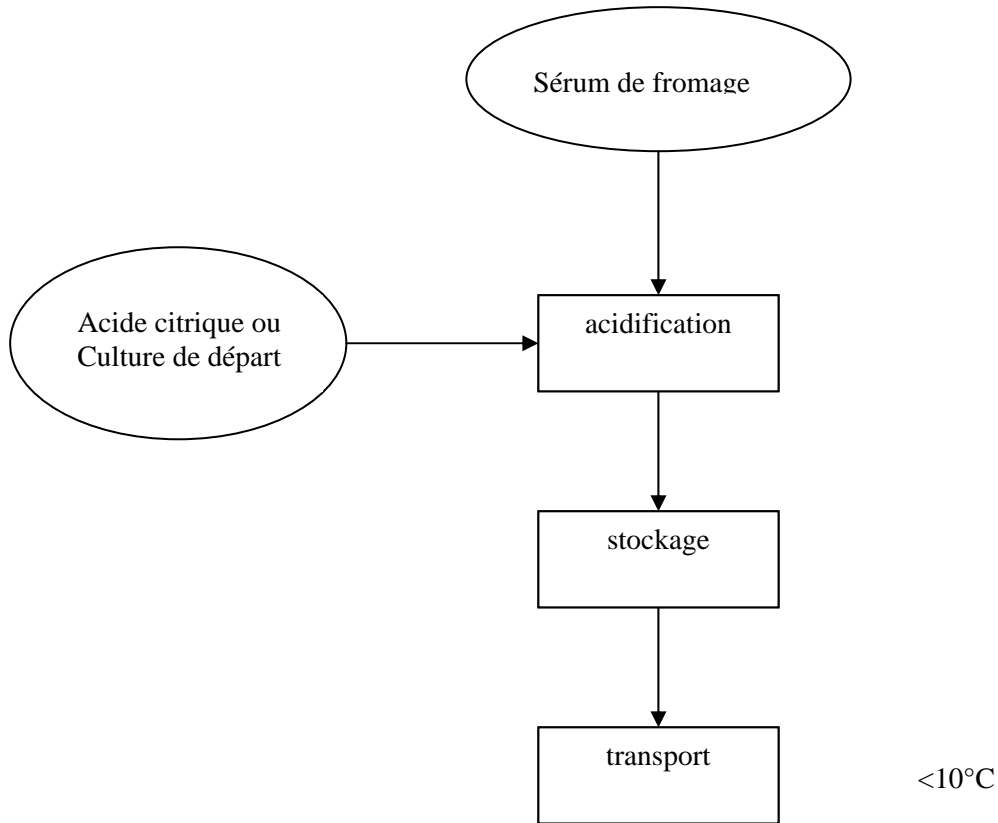 Sérum de fromage
Acide citrique ou
Culture de départ
acidification
stockage
transport
<10°C